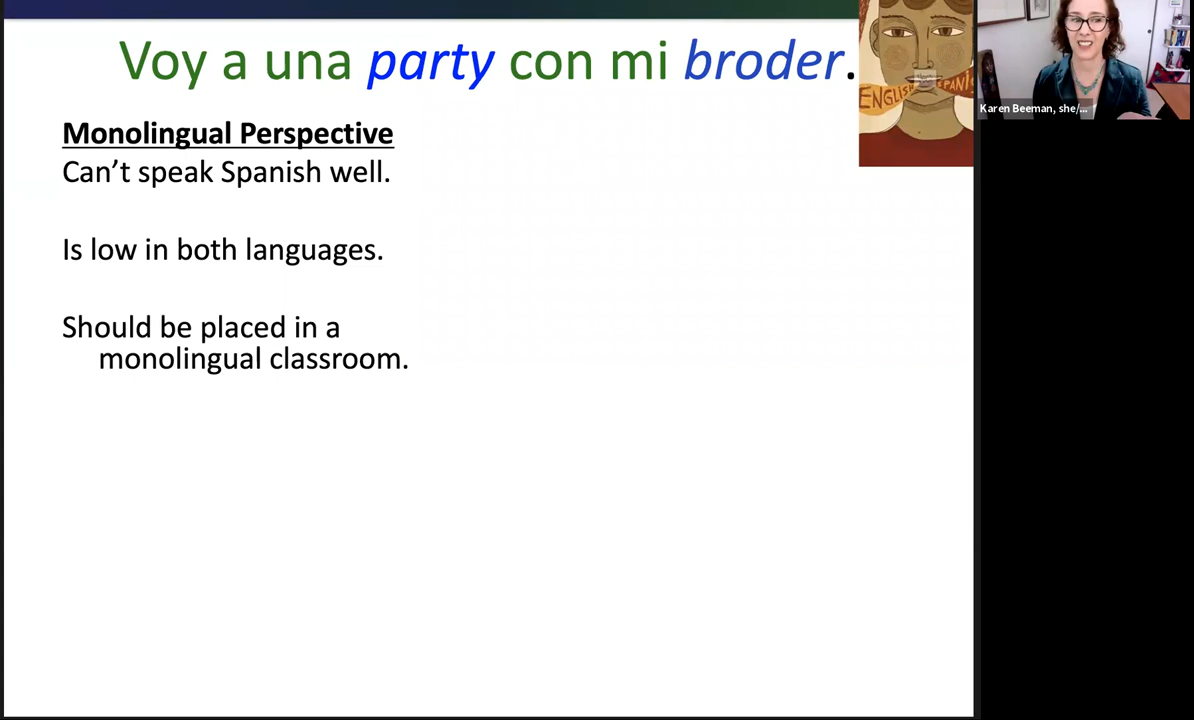 Voy a una party con mi broder.
ENGLISH
SPANI
Karen Beeman, she/...
Monolingual Perspective
Can't speak Spanish well.
Is low in both languages.
Should be placed in a
monolingual classroom.